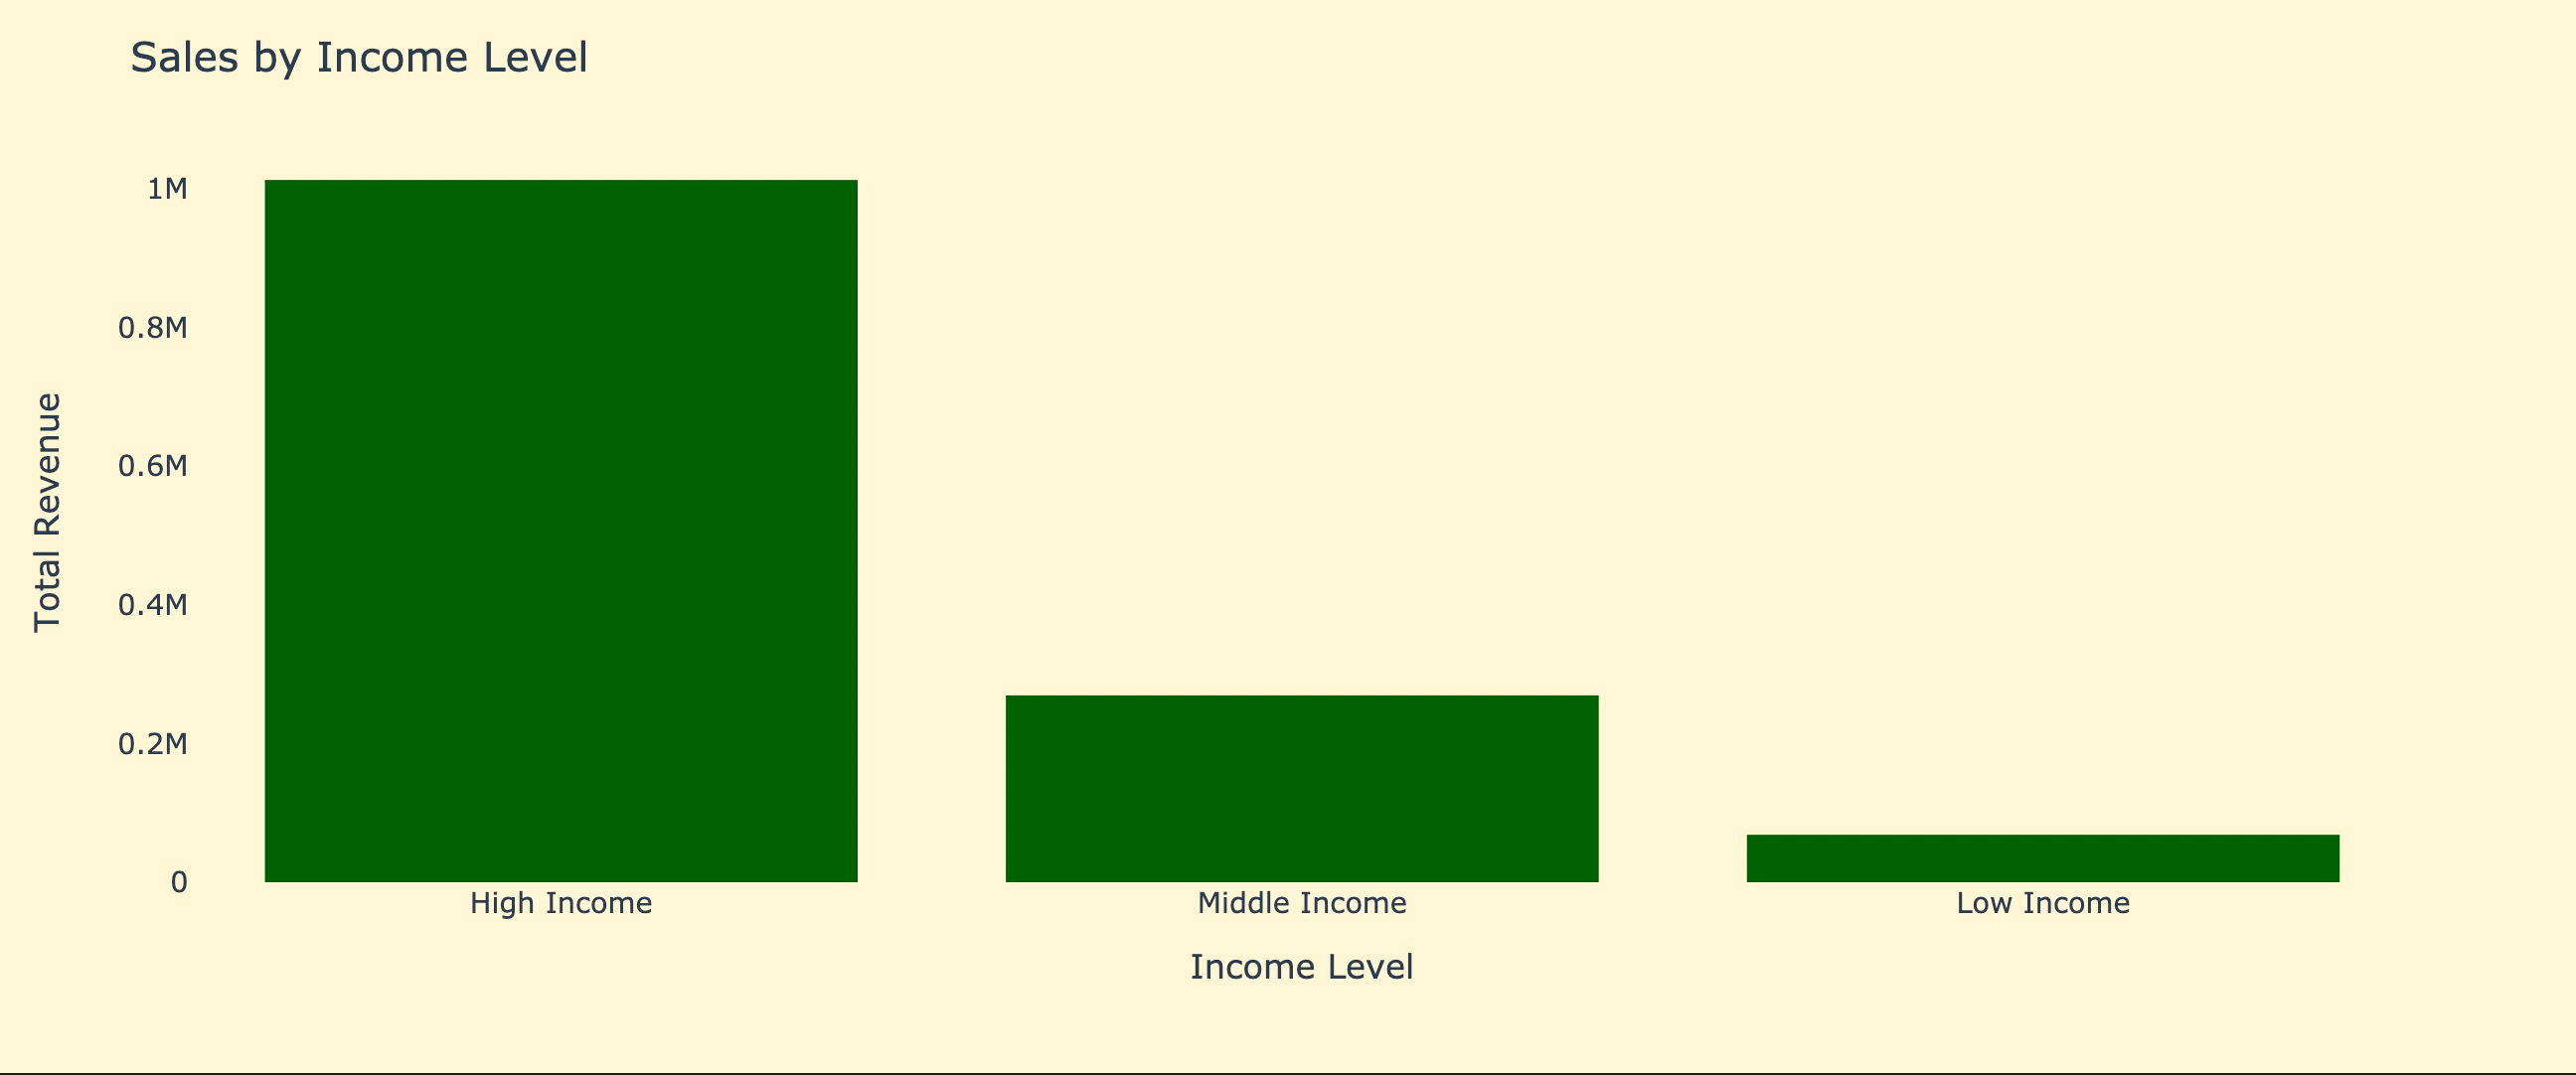 Sales by Income Level
1M
0.8M
0.6M
0.4M
0.2M
0
Total Revenue
High Income
Middle Income
Low Income
Income Level